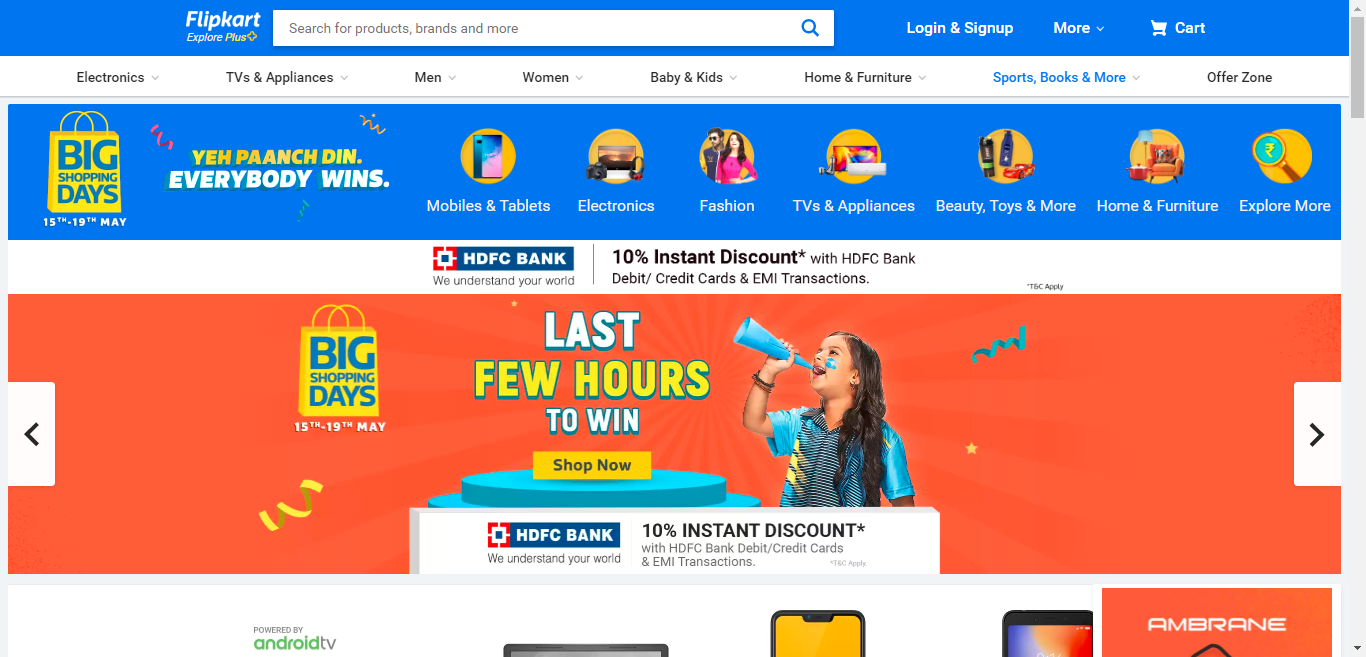 Flipkart
Explore Plus
Search for products, brands and more
Login & Signup
More
Cart
Electronics
TVs & Appliances
Men
Women
Baby & Kids
Home & Furniture
Sports, Books & More
Offer Zone
BIG
SHOPPING
DAYS
15TH-19TH MAY
YEH PAANCH DIN.
EVERYBODY WINS.
Mobiles & Tablets
Electronics
Fashion
TVs & Appliances
Beauty, Toys & More
Home & Furniture
Explore More
HDFC BANK
We understand your world
10% Instant Discount* with HDFC Bank
Debit/ Credit Cards & EMI Transactions.
*T&C Apply
BIG
SHOPPING
DAYS
15TH-19TH MAY
LAST
FEW HOURS
TO WIN
Shop Now
HDFC BANK
We understand your world
10% INSTANT DISCOUNT*
with HDFC Bank Debit/Credit Cards
& EMI Transactions.
*T&C Apply
POWERED BY
androidtv
AMBRANE